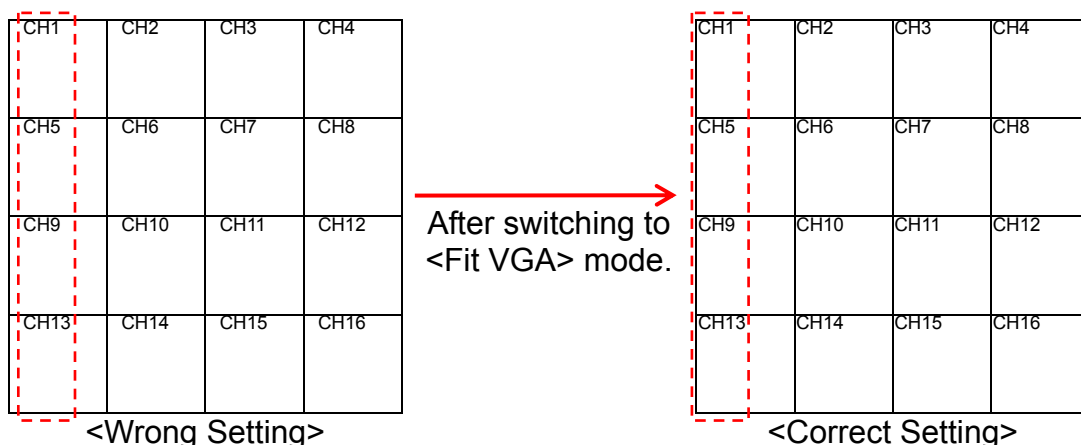 CH1 CH2 CH3 CH4
CH5 CH6 CH7 CH8
CH9 CH10 CH11 CH12
CH13 CH14 CH15 CH16
<Wrong Setting>
After switching to
<Fit VGA> mode.
CH1 CH2 CH3 CH4
CH5 CH6 CH7 CH8
CH9 CH10 CH11 CH12
CH13 CH14 CH15 CH16
<Correct Setting>